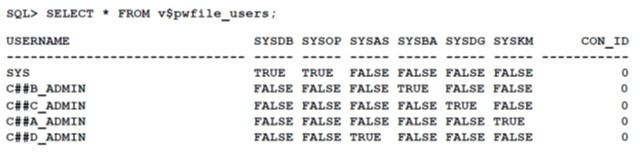 SQL> SELECT * FROM v$pwfile_users;
USERNAME SYSDB SYSOP SYSAS SYSBA SYSDG SYSKM CON_ID
------------------------------ ----- ----- ----- ----- ----- ----- ----------
SYS TRUE TRUE FALSE FALSE FALSE FALSE 0
C##B_ADMIN FALSE FALSE FALSE TRUE FALSE FALSE 0
C##C_ADMIN FALSE FALSE FALSE FALSE TRUE FALSE 0
C##A_ADMIN FALSE FALSE FALSE FALSE FALSE TRUE 0
C##D_ADMIN FALSE FALSE TRUE FALSE FALSE FALSE 0